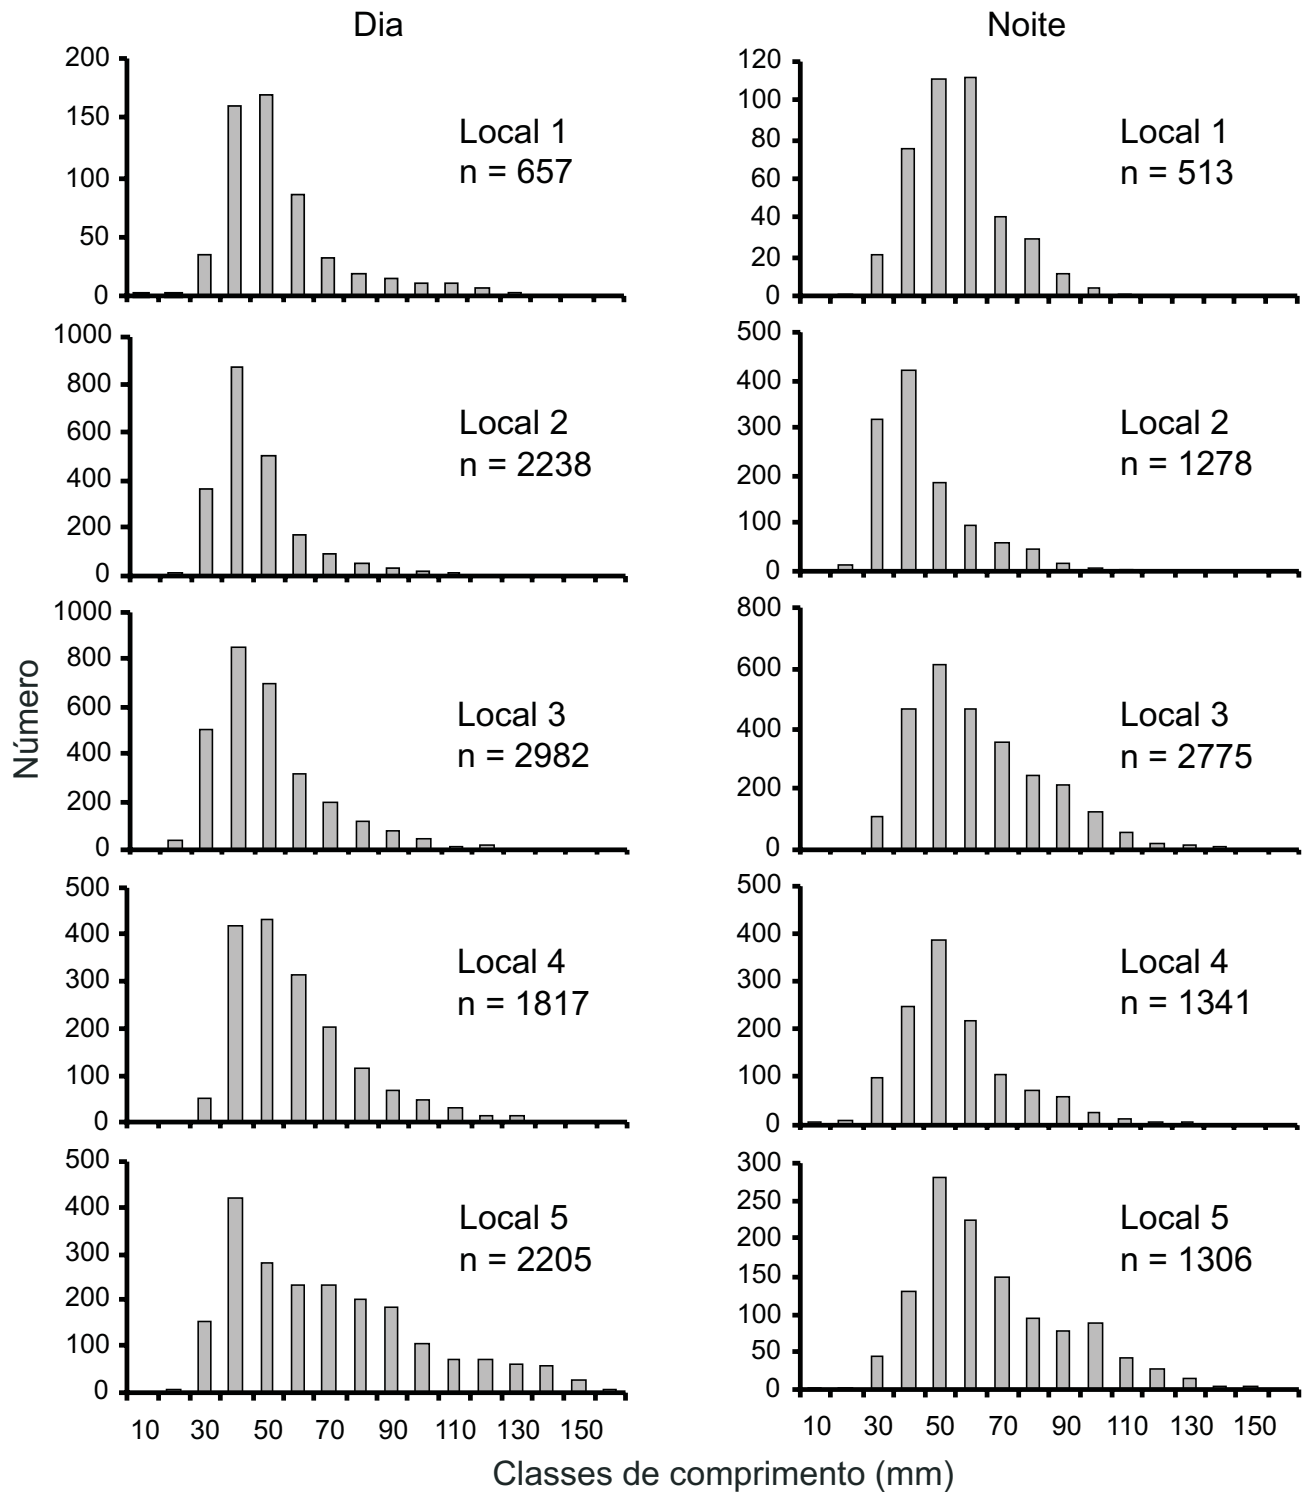 Dia
Noite
200
150
100
50
0
Local 1
n = 657
120
100
80
60
40
20
0
Local 1
n = 513
1000
800
600
400
200
0
Local 2
n = 2238
500
400
300
200
100
0
Local 2
n = 1278
Número
1000
800
600
400
200
0
Local 3
n = 2982
800
600
400
200
0
Local 3
n = 2775
500
400
300
200
100
0
Local 4
n = 1817
500
400
300
200
100
0
Local 4
n = 1341
500
400
300
200
100
0
Local 5
n = 2205
300
250
200
150
100
50
0
Local 5
n = 1306
10 30 50 70 90 110 130 150
10 30 50 70 90 110 130 150
Classes de comprimento (mm)